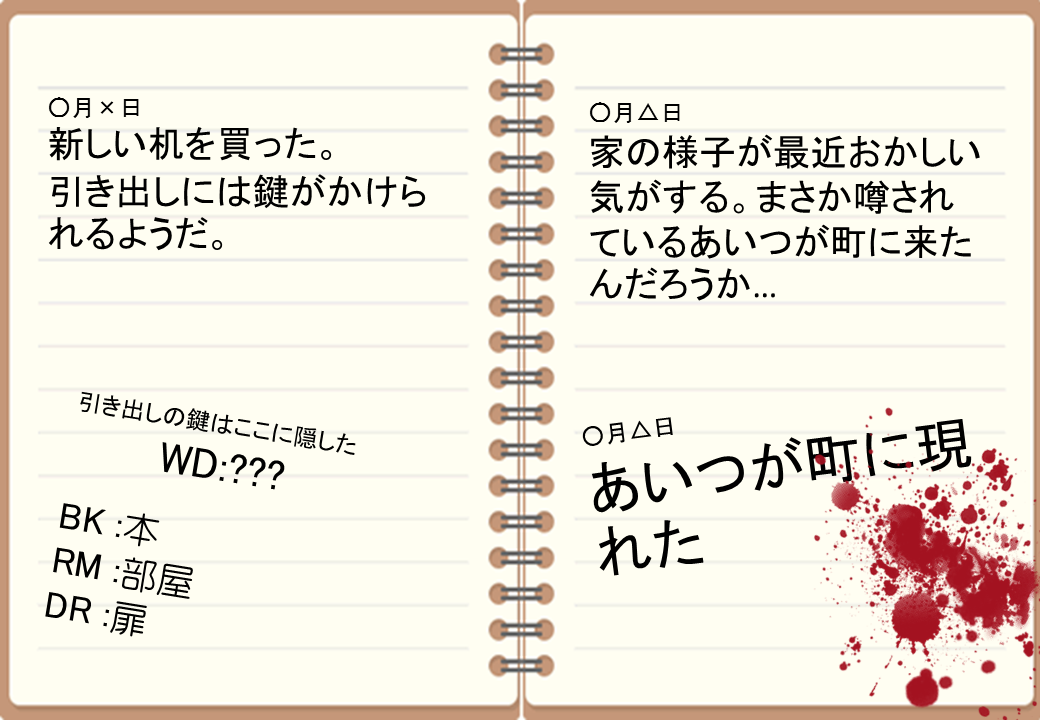 〇月×日
新しい机を買った。
引き出しには鍵がかけら
れるようだ。
引き出しの鍵はここに隠した
WD:???
BK :本
RM :部屋
DR :扉
〇月△日
家の様子が最近おかしい
気がする。まさか噂され
ているあいつが町に来た
んだろうか...
〇月△日
あいつが町に現
れた